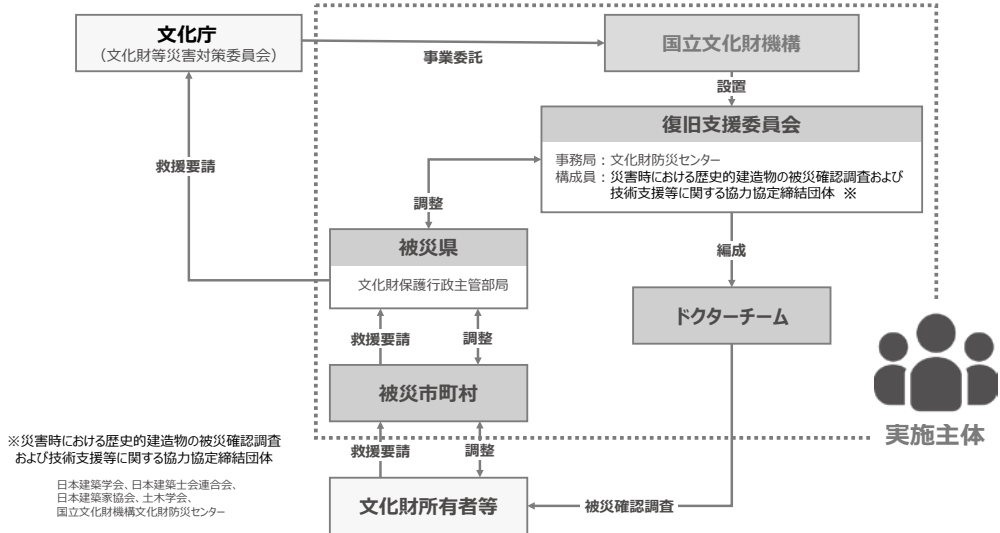 文化庁
（文化財等災害対策委員会）
事業委託
国立文化財機構
設置
復旧支援委員会
事務局：文化財防災センター
構成員：災害時における歴史的建造物の被災確認調査および
技術支援等に関する協力協定締結団体 ※
救援要請
調整
被災県
文化財保護行政主管部局
編成
ドクターチーム
救援要請
調整
被災市町村
実施主体
※災害時における歴史的建造物の被災確認調査
および技術支援等に関する協力協定締結団体
日本建築学会、日本建築士会連合会、
日本建築家協会、土木学会、
国立文化財機構文化財防災センター
救援要請
調整
文化財所有者等
被災確認調査